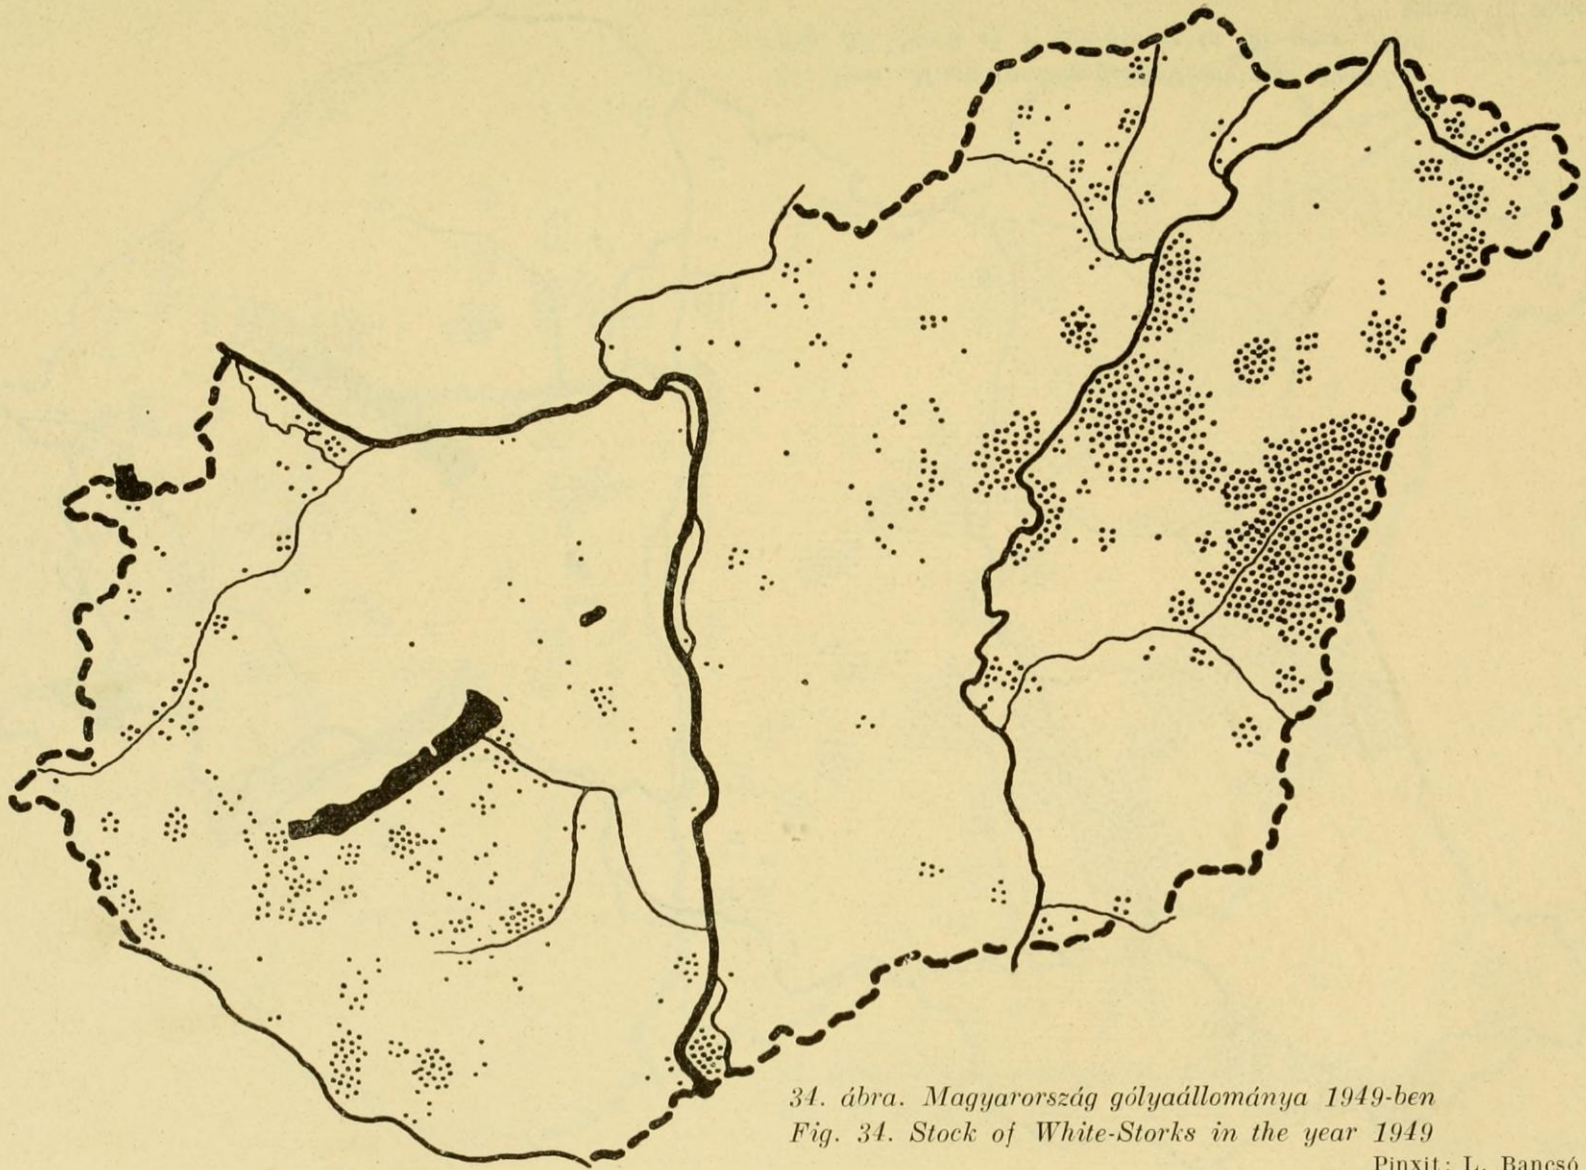 34. ábra. Magyarország gólyaállománya 1949-ben
Fig. 34. Stock of White-Storks in the year 1949
Pinxit: L. Bancsó